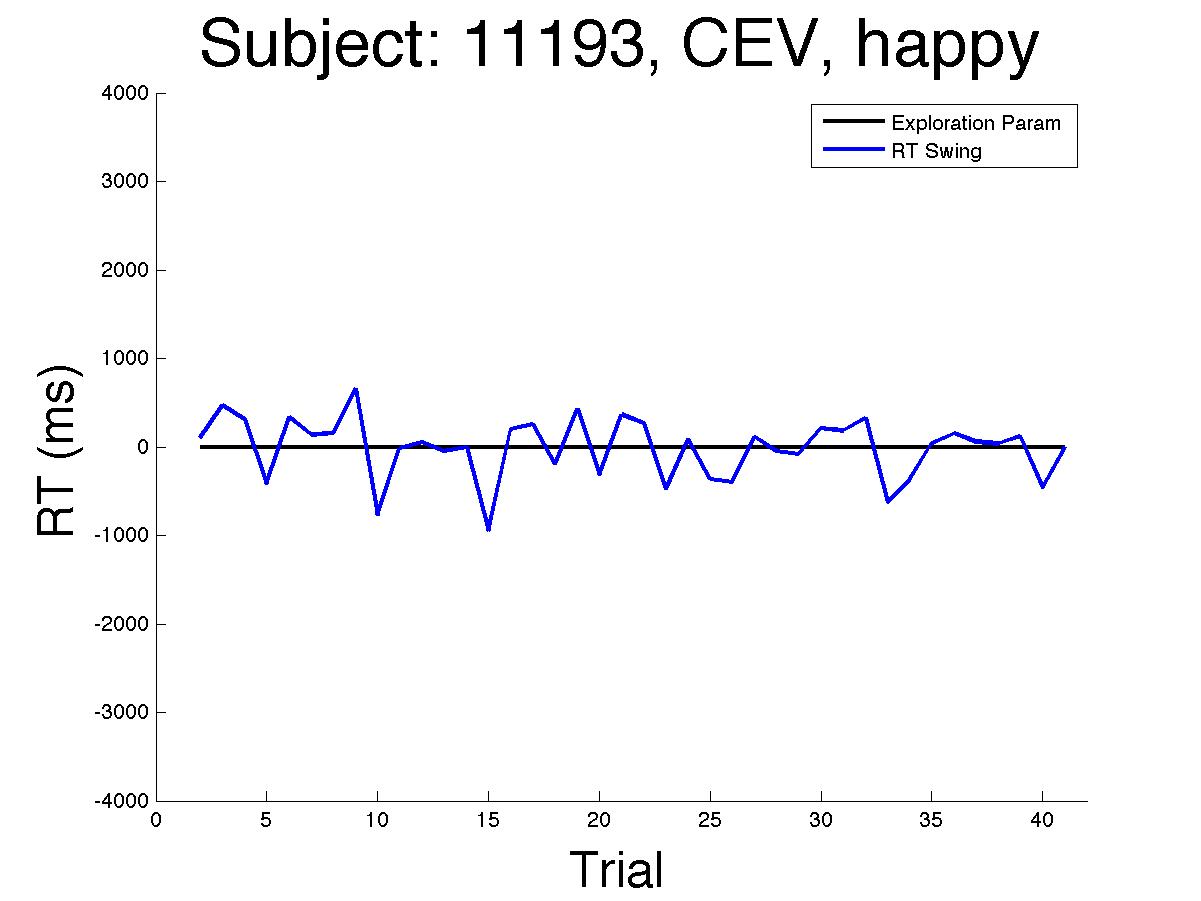 Subject: 11193, CEV, happy
4000
3000
2000
1000
0
-1000
-2000
-3000
-4000
RT (ms)
Exploration Param
RT Swing
0 5 10 15 20 25 30 35 40
Trial